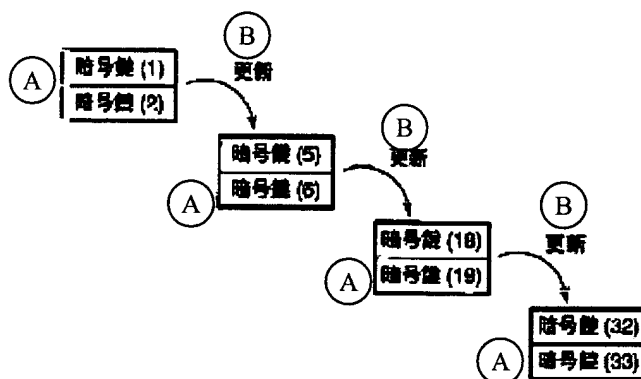 B
更新
A
暗号鍵 (1)
暗号鍵 (2)
B
更新
暗号鍵 (5)
A
暗号鍵 (6)
B
更新
暗号鍵 (18)
A
暗号鍵 (19)
暗号鍵 (32)
A
暗号鍵 (33)